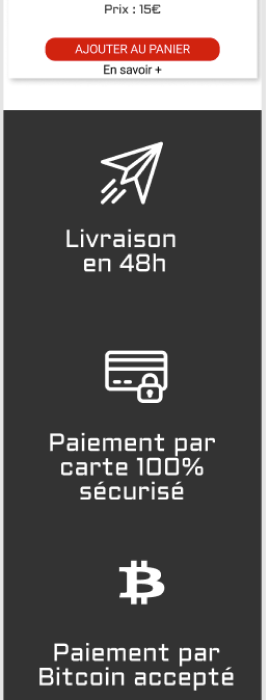 Prix : 15€
AJOUTER AU PANIER
En savoir +
Livraison
en 48h
Paiement par
carte 100%
sécurisé
Paiement par
Bitcoin accepté